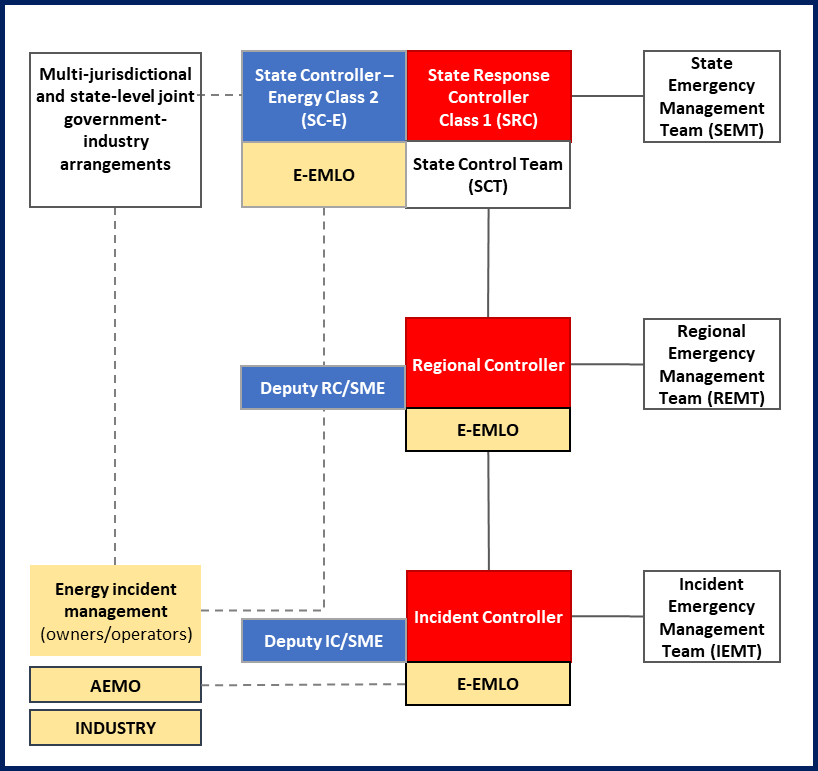 Multi-jurisdictional
and state-level joint
government-
industry
arrangements
State Controller –
Energy Class 2
(SC-E)
E-EMLO
State Response
Controller
Class 1 (SRC)
State Control Team
(SCT)
State
Emergency
Management
Team (SEMT)
Regional Controller
Deputy RC/SME
E-EMLO
Regional
Emergency
Management
Team (REMT)
Energy incident
management
(owners/operators)
Incident Controller
Deputy IC/SME
E-EMLO
Incident
Emergency
Management
Team (IEMT)
AEMO
INDUSTRY